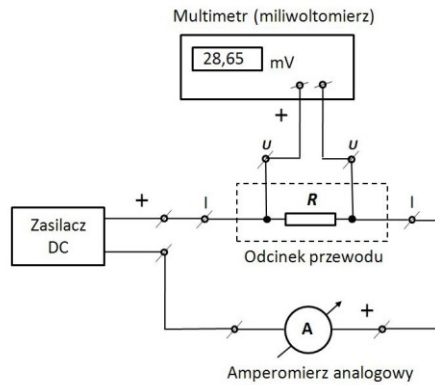 Multimetr (miliwoltomierz)
28,65 mV
+
U U
+ I R I
Zasilacz
DC
Odcinek przewodu
A +
Amperomierz analogowy